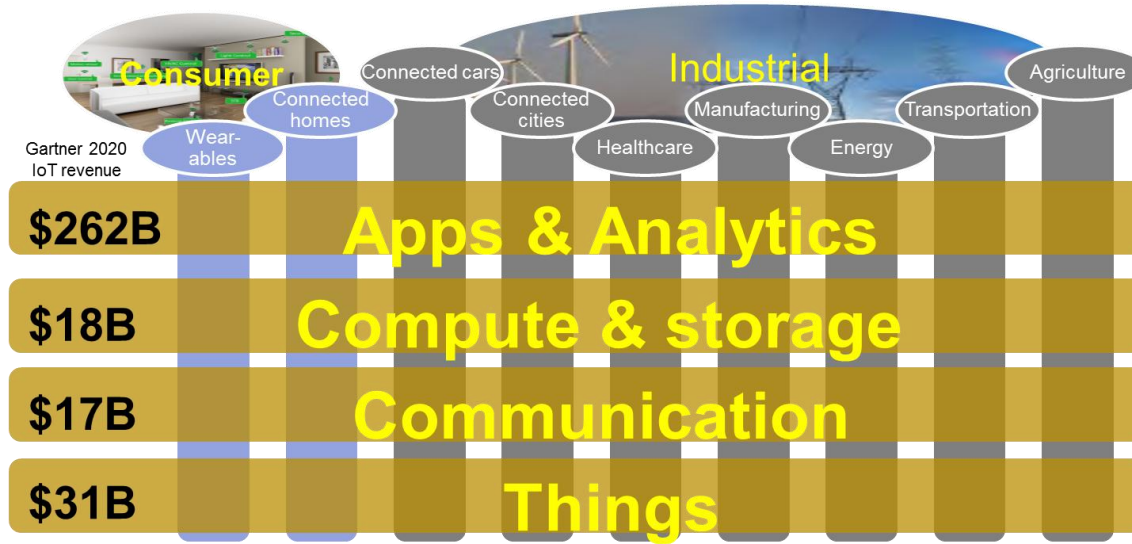 Consumer
Industrial
Connected cars
Agriculture
Connected
homes
Connected
cities
Manufacturing
Transportation
Wear-
ables
Healthcare
Energy
Gartner 2020
IoT revenue
$262B
Apps & Analytics
$18B
Compute & storage
$17B
Communication
$31B
Things